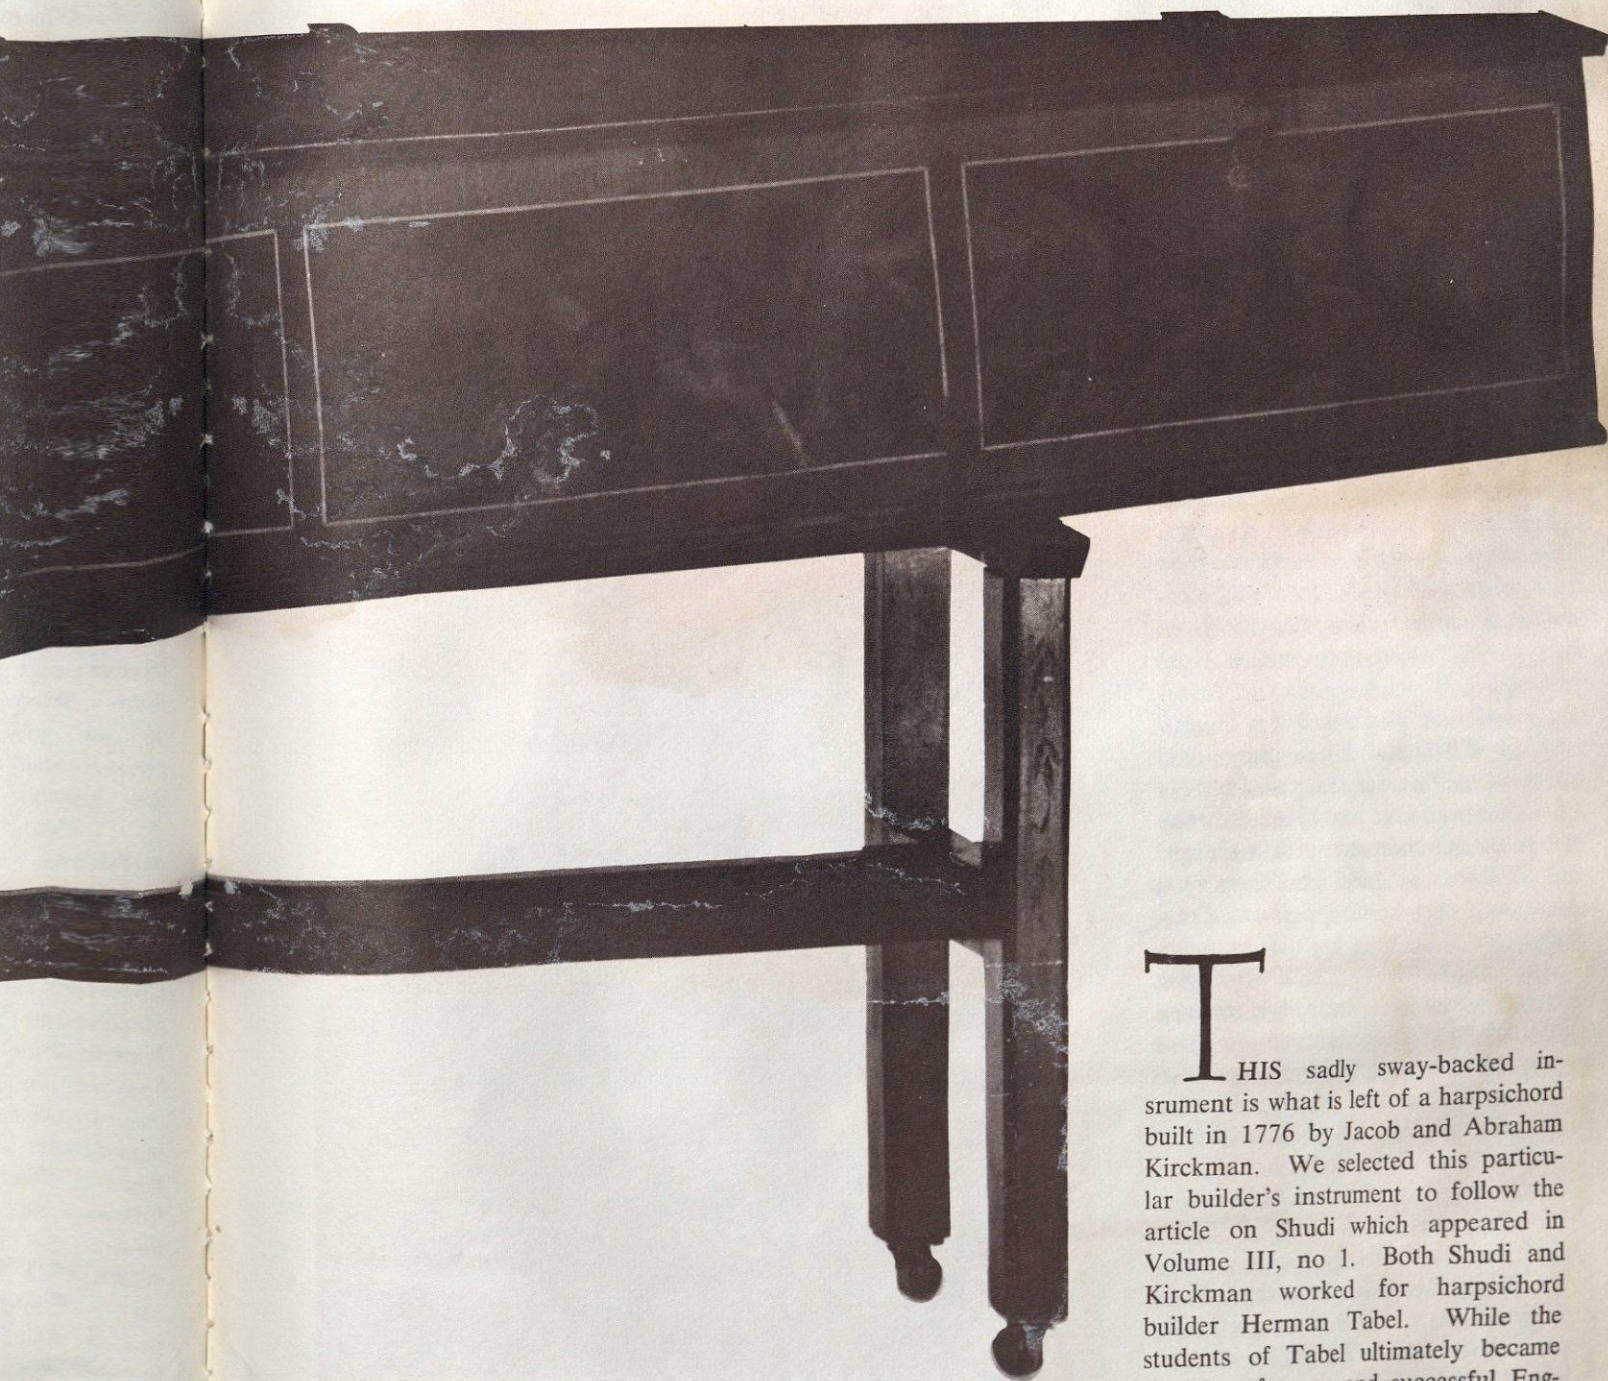 THIS sadly sway-backed in-
srument is what is left of a harpsichord
built in 1776 by Jacob and Abraham
Kirckman. We selected this particu-
lar builder's instrument to follow the
article on Shudi which appeared in
Volume III, no 1. Both Shudi and
Kirckman worked for harpsichord
builder Herman Tabel. While the
students of Tabel ultimately became
and successful Eng-